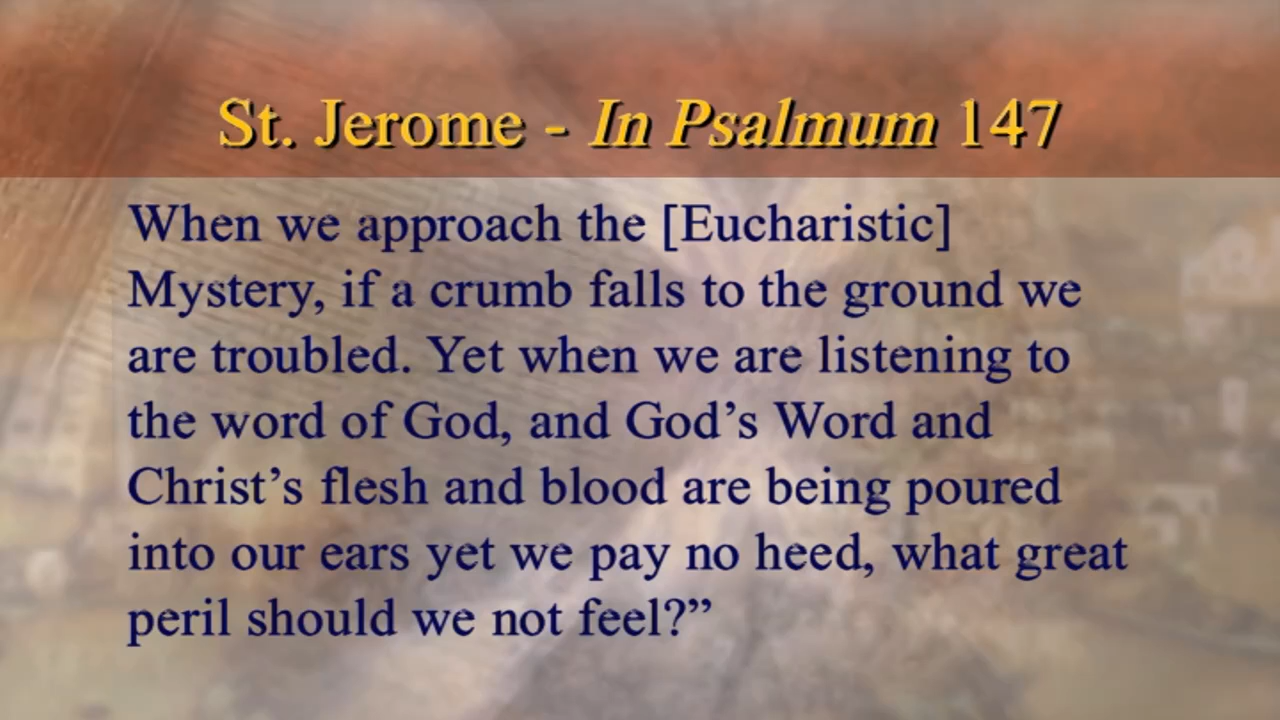 St. Jerome - In Psalmum 147
When we approach the [Eucharistic]
Mystery, if a crumb falls to the ground we
are troubled. Yet when we are listening to
the word of God, and God’s Word and
Christ’s flesh and blood are being poured
into our ears yet we pay no heed, what great
peril should we not feel?”